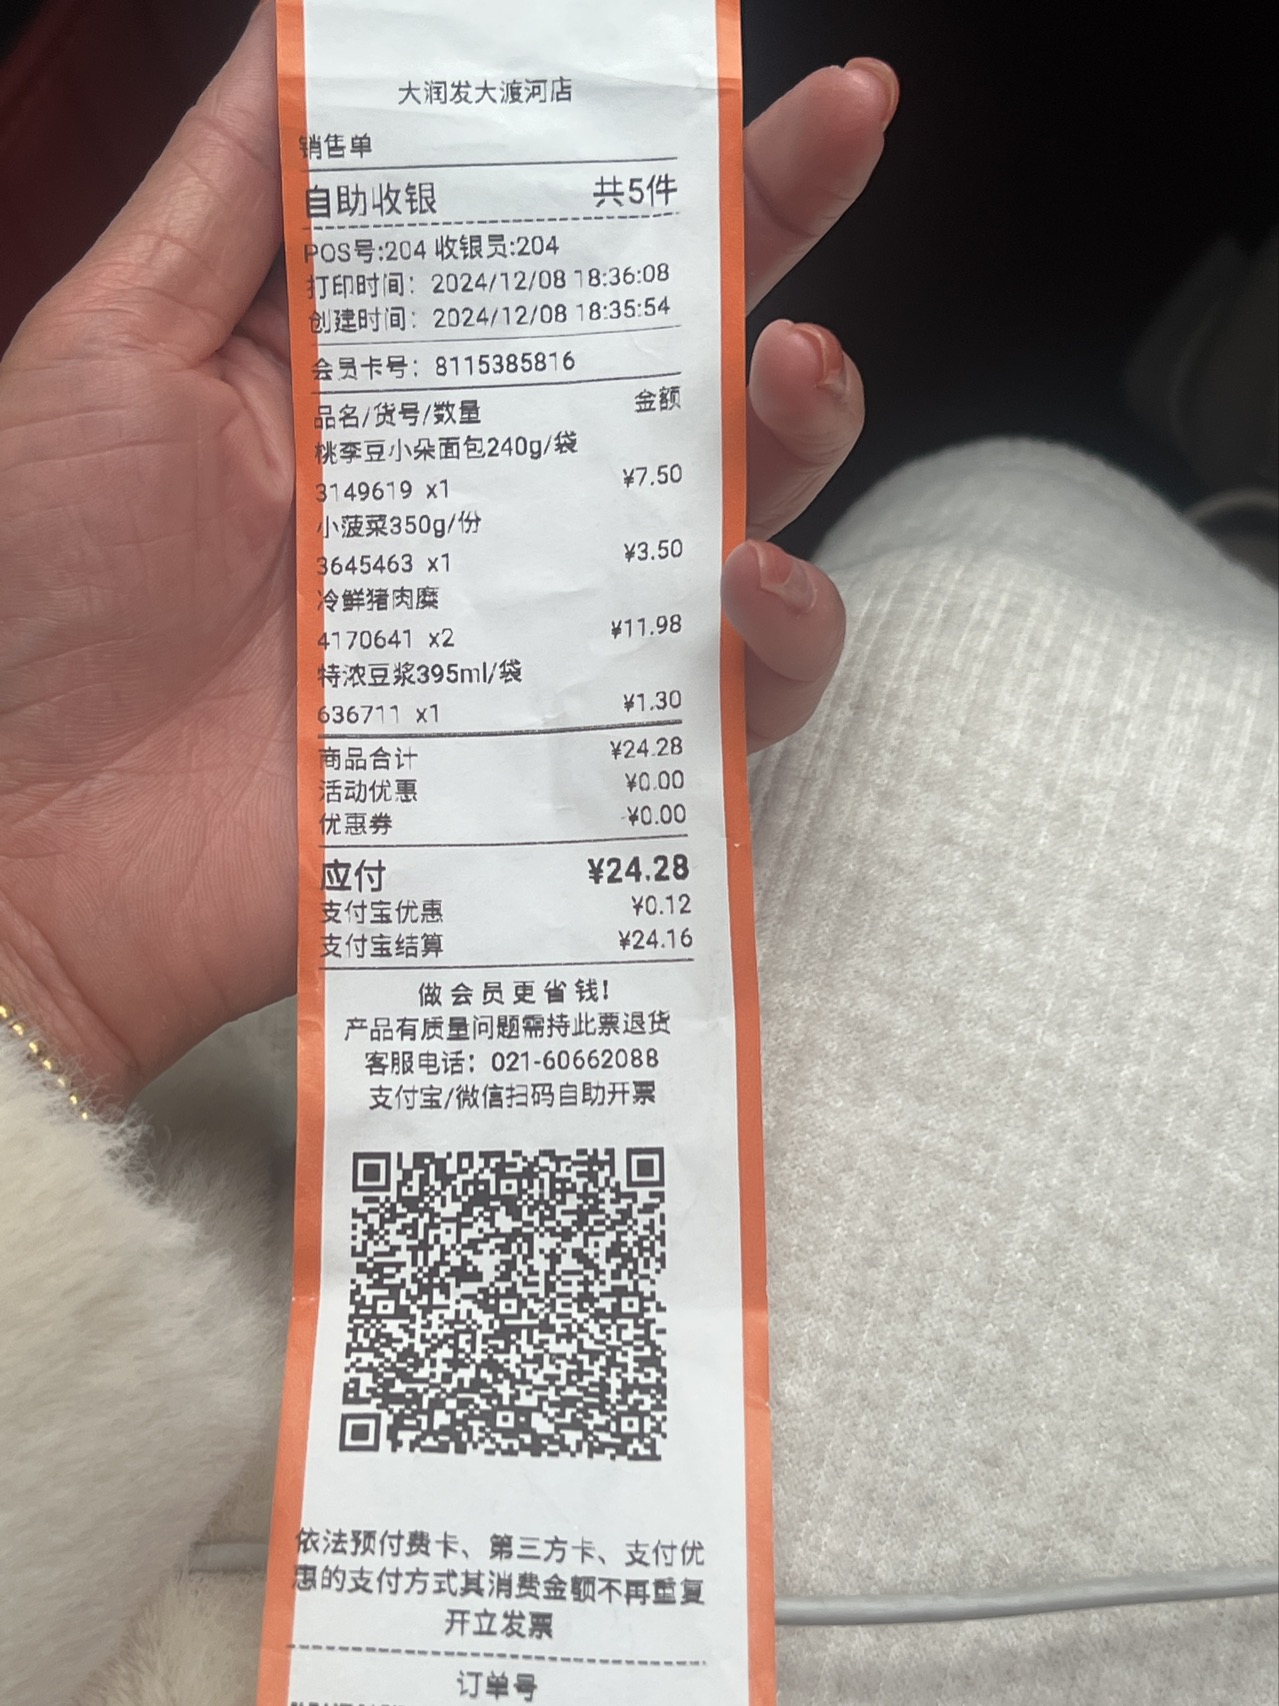 大润发大渡河店
销售单
自助收银 共5件
POS号:204 收银员:204
打印时间：2024/12/08 18:36:08
创建时间：2024/12/08 18:35:54
会员卡号：8115385816
品名/货号/数量 金额
桃李豆小朵面包240g/袋
3149619 x1 ¥7.50
小菠菜350g/份
3645463 x1 ¥3.50
冷鲜猪肉糜
4170641 x2 ¥11.98
特浓豆浆395ml/袋
636711 x1 ¥1.30
商品合计 ¥24.28
活动优惠 ¥0.00
优惠券 -¥0.00
应付 ¥24.28
支付宝优惠 ¥0.12
支付宝结算 ¥24.16
做会员更省钱!
产品有质量问题需持此票退货
客服电话：021-60662088
支付宝/微信扫码自助开票
依法预付费卡、第三方卡、支付优
惠的支付方式其消费金额不再重复
开立发票
订单号